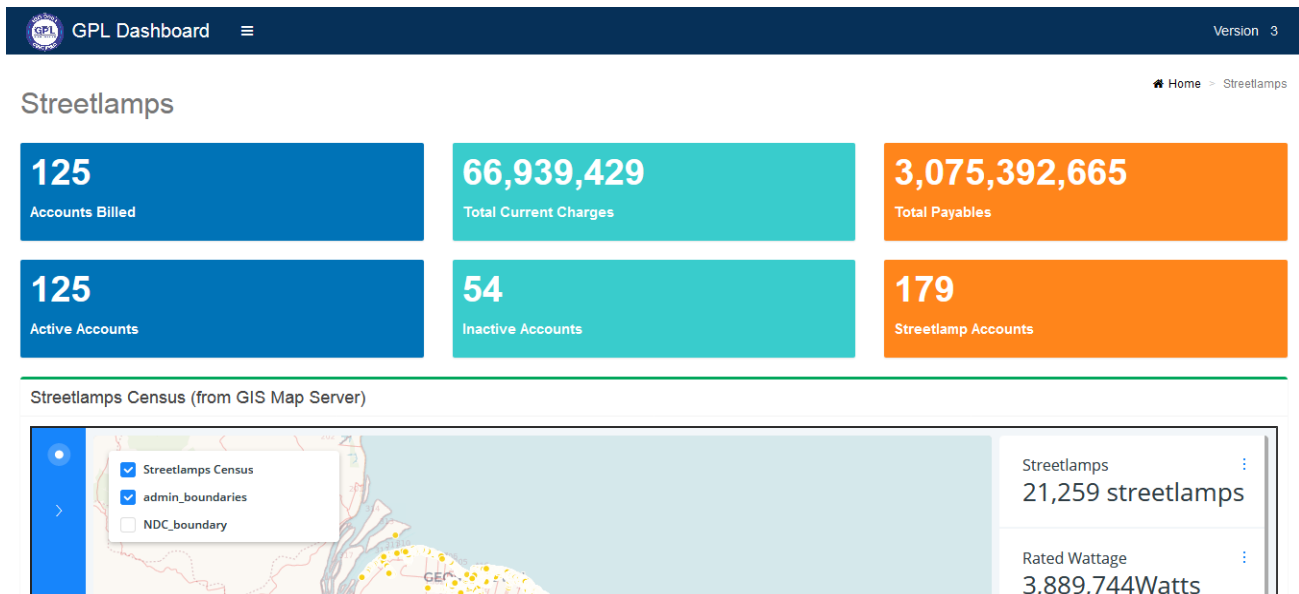 GPL Dashboard
Version 3
Home > Streetlamps
Streetlamps
125
Accounts Billed
66,939,429
Total Current Charges
3,075,392,665
Total Payables
125
Active Accounts
54
Inactive Accounts
179
Streetlamp Accounts
Streetlamps Census (from GIS Map Server)
Streetlamps Census
admin_boundaries
NDC_boundary
Streetlamps
21,259 streetlamps
Rated Wattage
3,889,744Watts